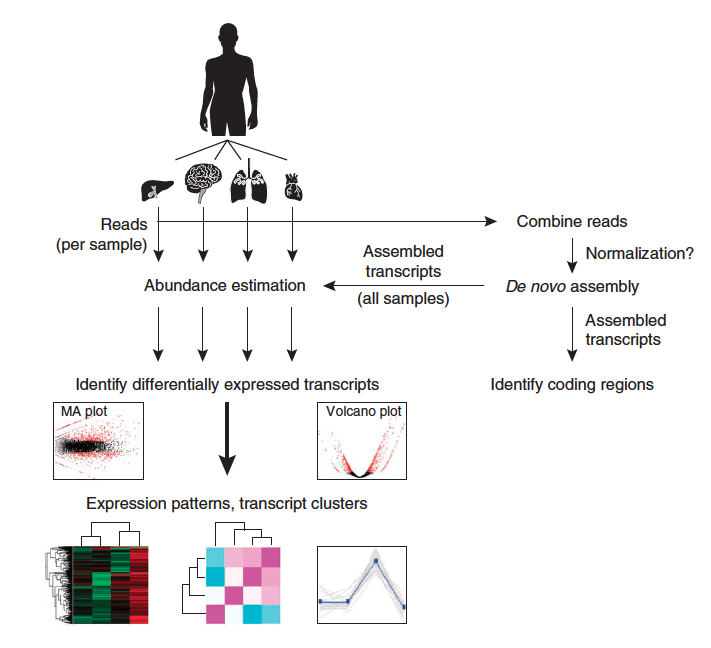 Reads
(per sample)
Combine reads
Normalization?
Assembled
transcripts
(all samples)
Abundance estimation
De novo assembly
Assembled
transcripts
Identify differentially expressed transcripts
Identify coding regions
MA plot
Volcano plot
Expression patterns, transcript clusters